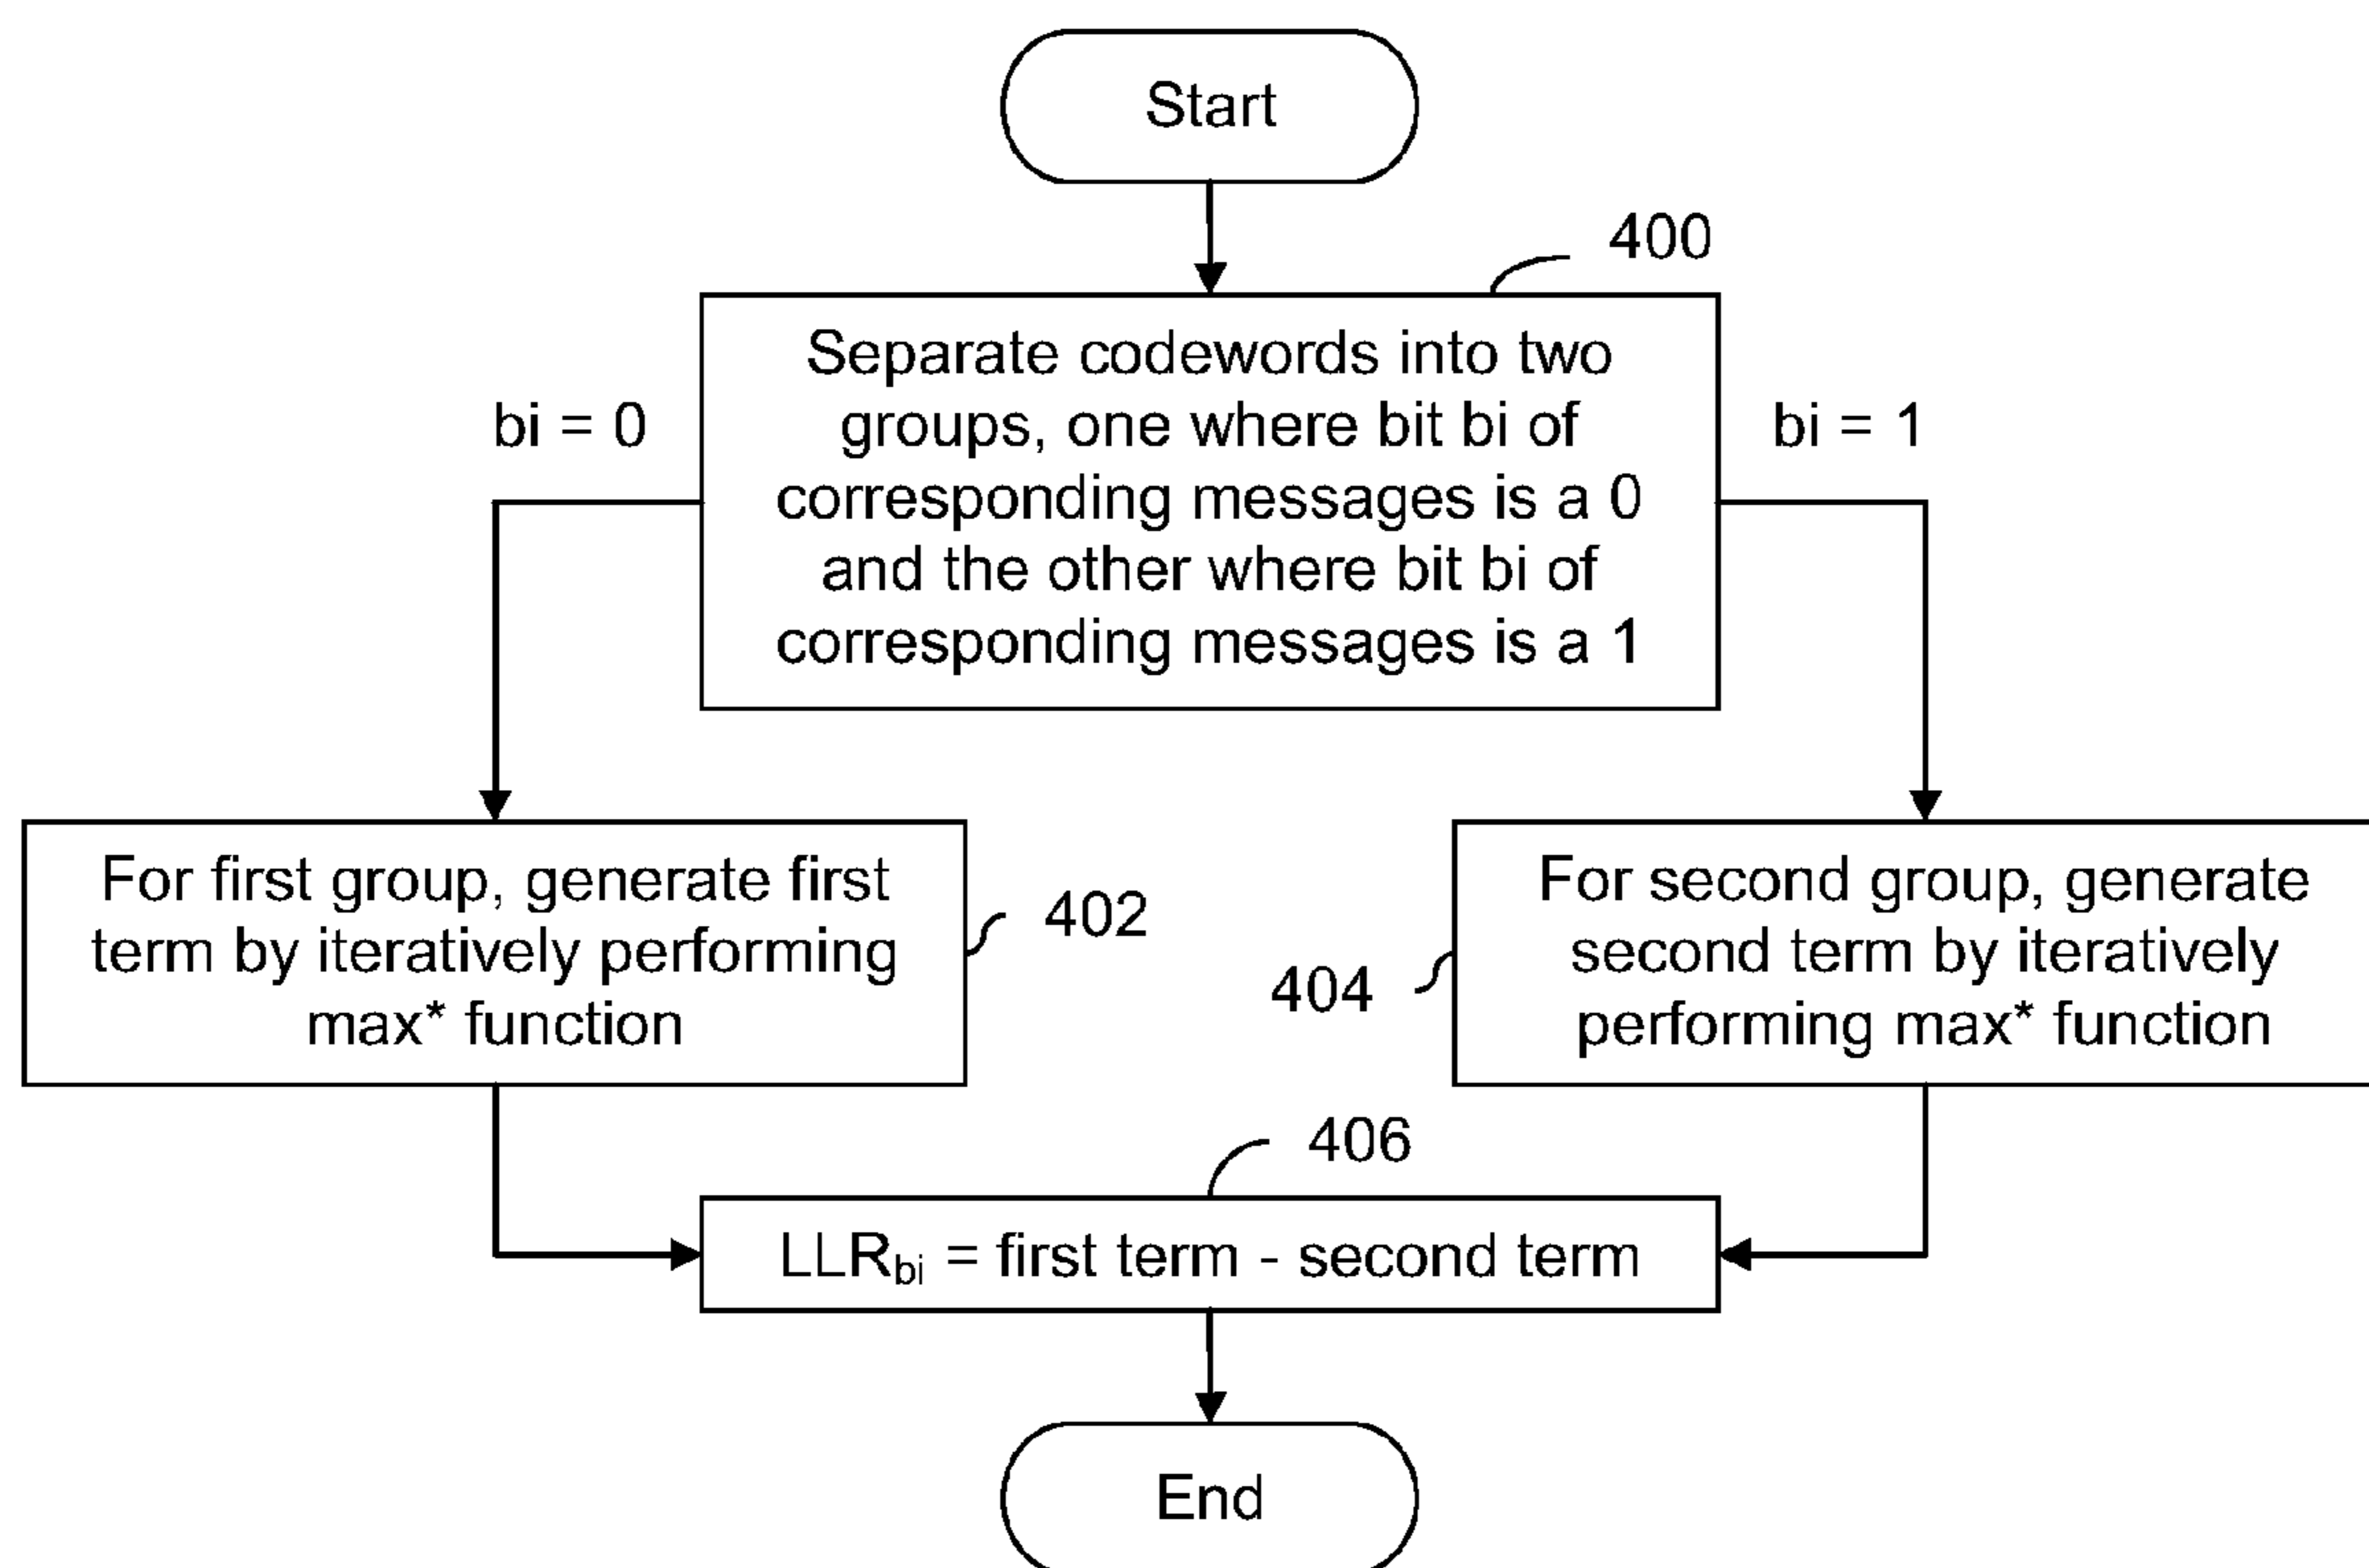 Start
400
Separate codewords into two
groups, one where bit bi of
corresponding messages is a 0
and the other where bit bi of
corresponding messages is a 1
bi = 0
bi = 1
For first group, generate first
term by iteratively performing
max* function
402
For second group, generate
second term by iteratively
performing max* function
404
406
LLRbi = first term - second term
End